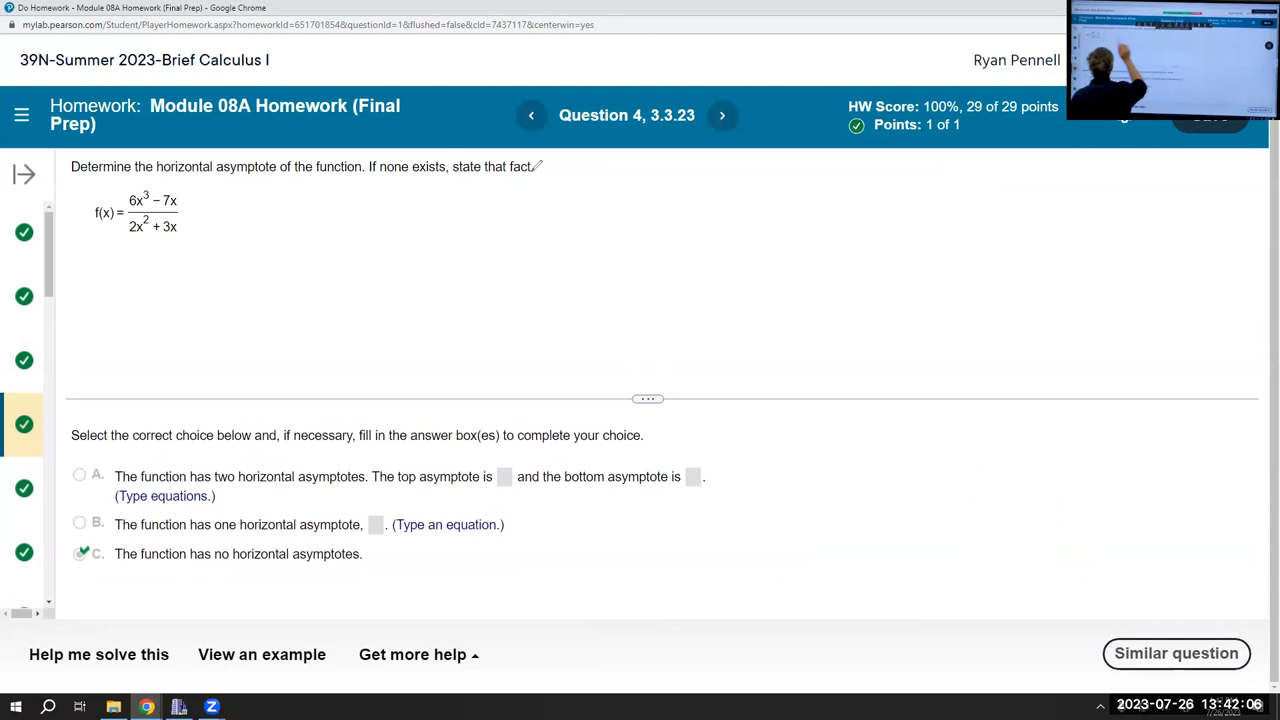 Do Homework - Module 08A Homework (Final Prep) - Google Chrome
mylab.pearson.com/Student/PlayerHomework.aspx?homeworkId=651701854&questionId=1&flushed=false&cId=7437117&centerwin=yes
39N-Summer 2023-Brief Calculus I
Ryan Pennell
Homework: Module 08A Homework (Final Prep)
Question 4, 3.3.23
HW Score: 100%, 29 of 29 points
Points: 1 of 1
Determine the horizontal asymptote of the function. If none exists, state that fact.
f(x) = (6x^3 − 7x)/(2x^2 + 3x)
Select the correct choice below and, if necessary, fill in the answer box(es) to complete your choice.
A. The function has two horizontal asymptotes. The top asymptote is and the bottom asymptote is .
(Type equations.)
B. The function has one horizontal asymptote, . (Type an equation.)
C. The function has no horizontal asymptotes.
Help me solve this
View an example
Get more help
Similar question
2023-07-26 13:42:06